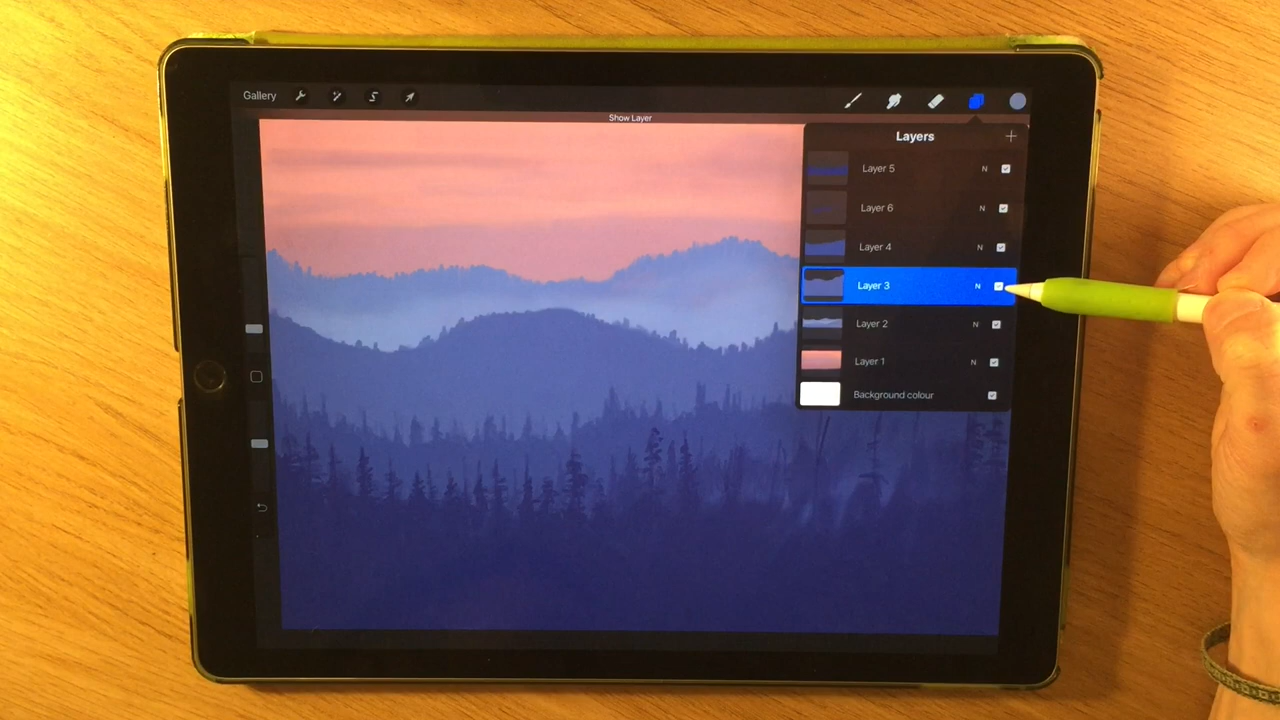 Gallery
Show Layer
Layers
Layer 5 N
Layer 6 N
Layer 4 N
Layer 3 N
Layer 2 N
Layer 1 N
Background colour